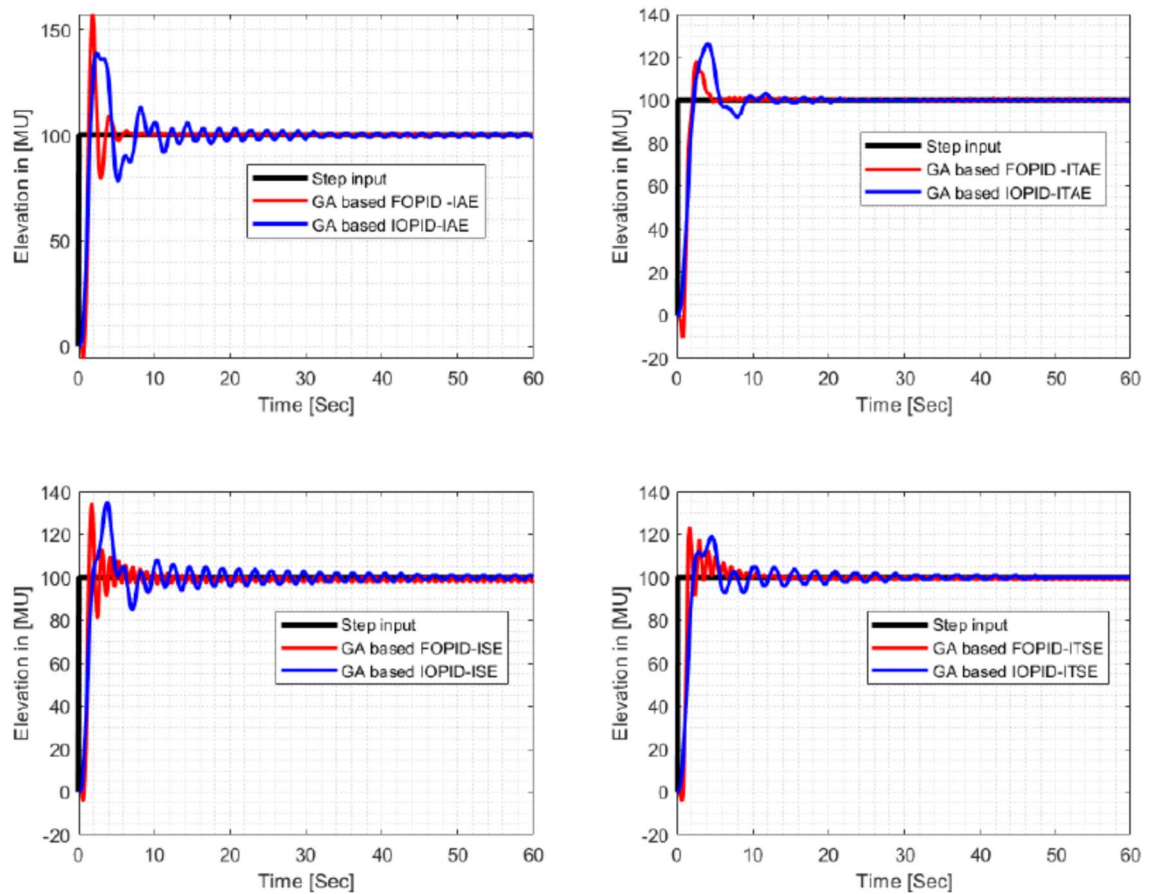 Elevation in [MU]
150
100
50
0
Step input
GA based FOPID -IAE
GA based IOPID-IAE
0 10 20 30 40 50 60
Time [Sec]
Elevation in [MU]
140
120
100
80
60
40
20
0
-20
Step input
GA based FOPID -ITAE
GA based IOPID-ITAE
0 10 20 30 40 50 60
Time [Sec]
Elevation in [MU]
140
120
100
80
60
40
20
0
-20
Step input
GA based FOPID-ISE
GA based IOPID-ISE
0 10 20 30 40 50 60
Time [Sec]
Elevation in [MU]
140
120
100
80
60
40
20
0
-20
Step input
GA based FOPID-ITSE
GA based IOPID-ITSE
0 10 20 30 40 50 60
Time [Sec]